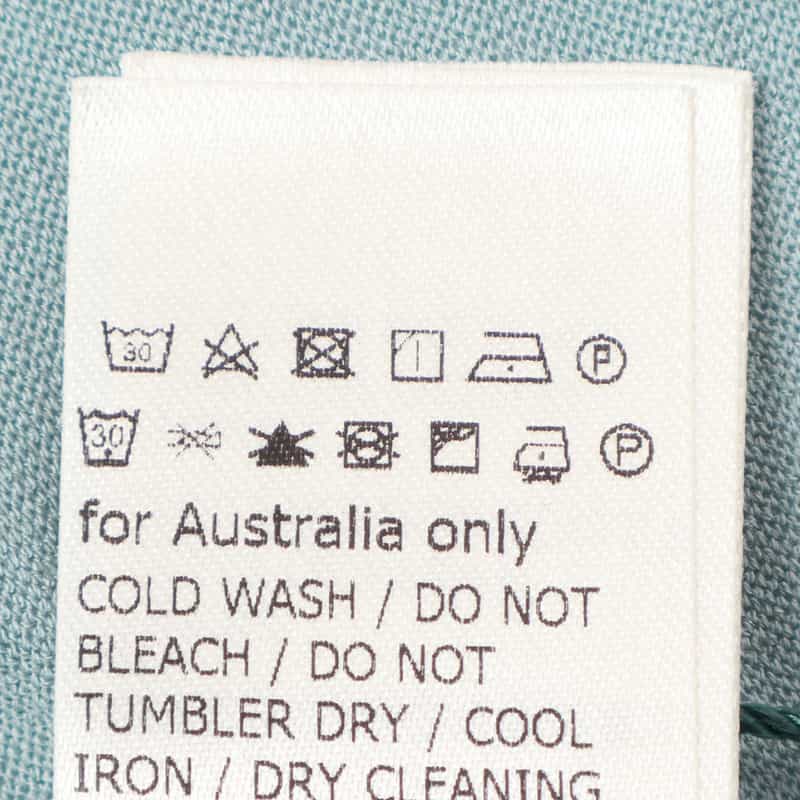 30 P
30 P
for Australia only
COLD WASH / DO NOT
BLEACH / DO NOT
TUMBLER DRY / COOL
IRON / DRY CLEANING